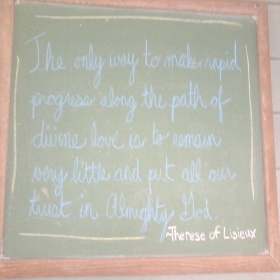 The only way to make rapid
progress along the path of
divine love is to remain
very little and put all our
trust in Almighty God.
~Therese of Lisieux